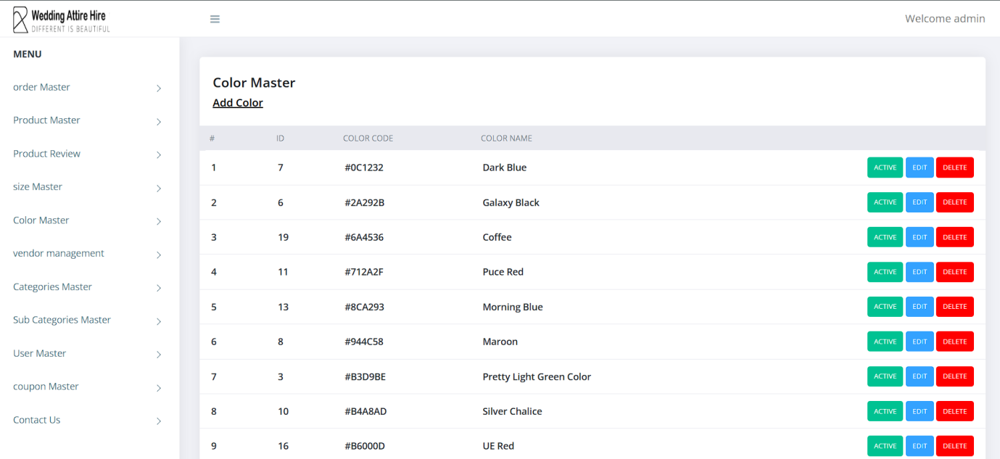 Wedding Attire Hire
DIFFERENT IS BEAUTIFUL
Welcome admin
MENU
order Master
Product Master
Product Review
size Master
Color Master
vendor management
Categories Master
Sub Categories Master
User Master
coupon Master
Contact Us
Color Master
Add Color
# ID COLOR CODE COLOR NAME
1 7 #0C1232 Dark Blue ACTIVE EDIT DELETE
2 6 #2A292B Galaxy Black ACTIVE EDIT DELETE
3 19 #6A4536 Coffee ACTIVE EDIT DELETE
4 11 #712A2F Puce Red ACTIVE EDIT DELETE
5 13 #8CA293 Morning Blue ACTIVE EDIT DELETE
6 8 #944C58 Maroon ACTIVE EDIT DELETE
7 3 #B3D9BE Pretty Light Green Color ACTIVE EDIT DELETE
8 10 #B4A8AD Silver Chalice ACTIVE EDIT DELETE
9 16 #B6000D UE Red ACTIVE EDIT DELETE